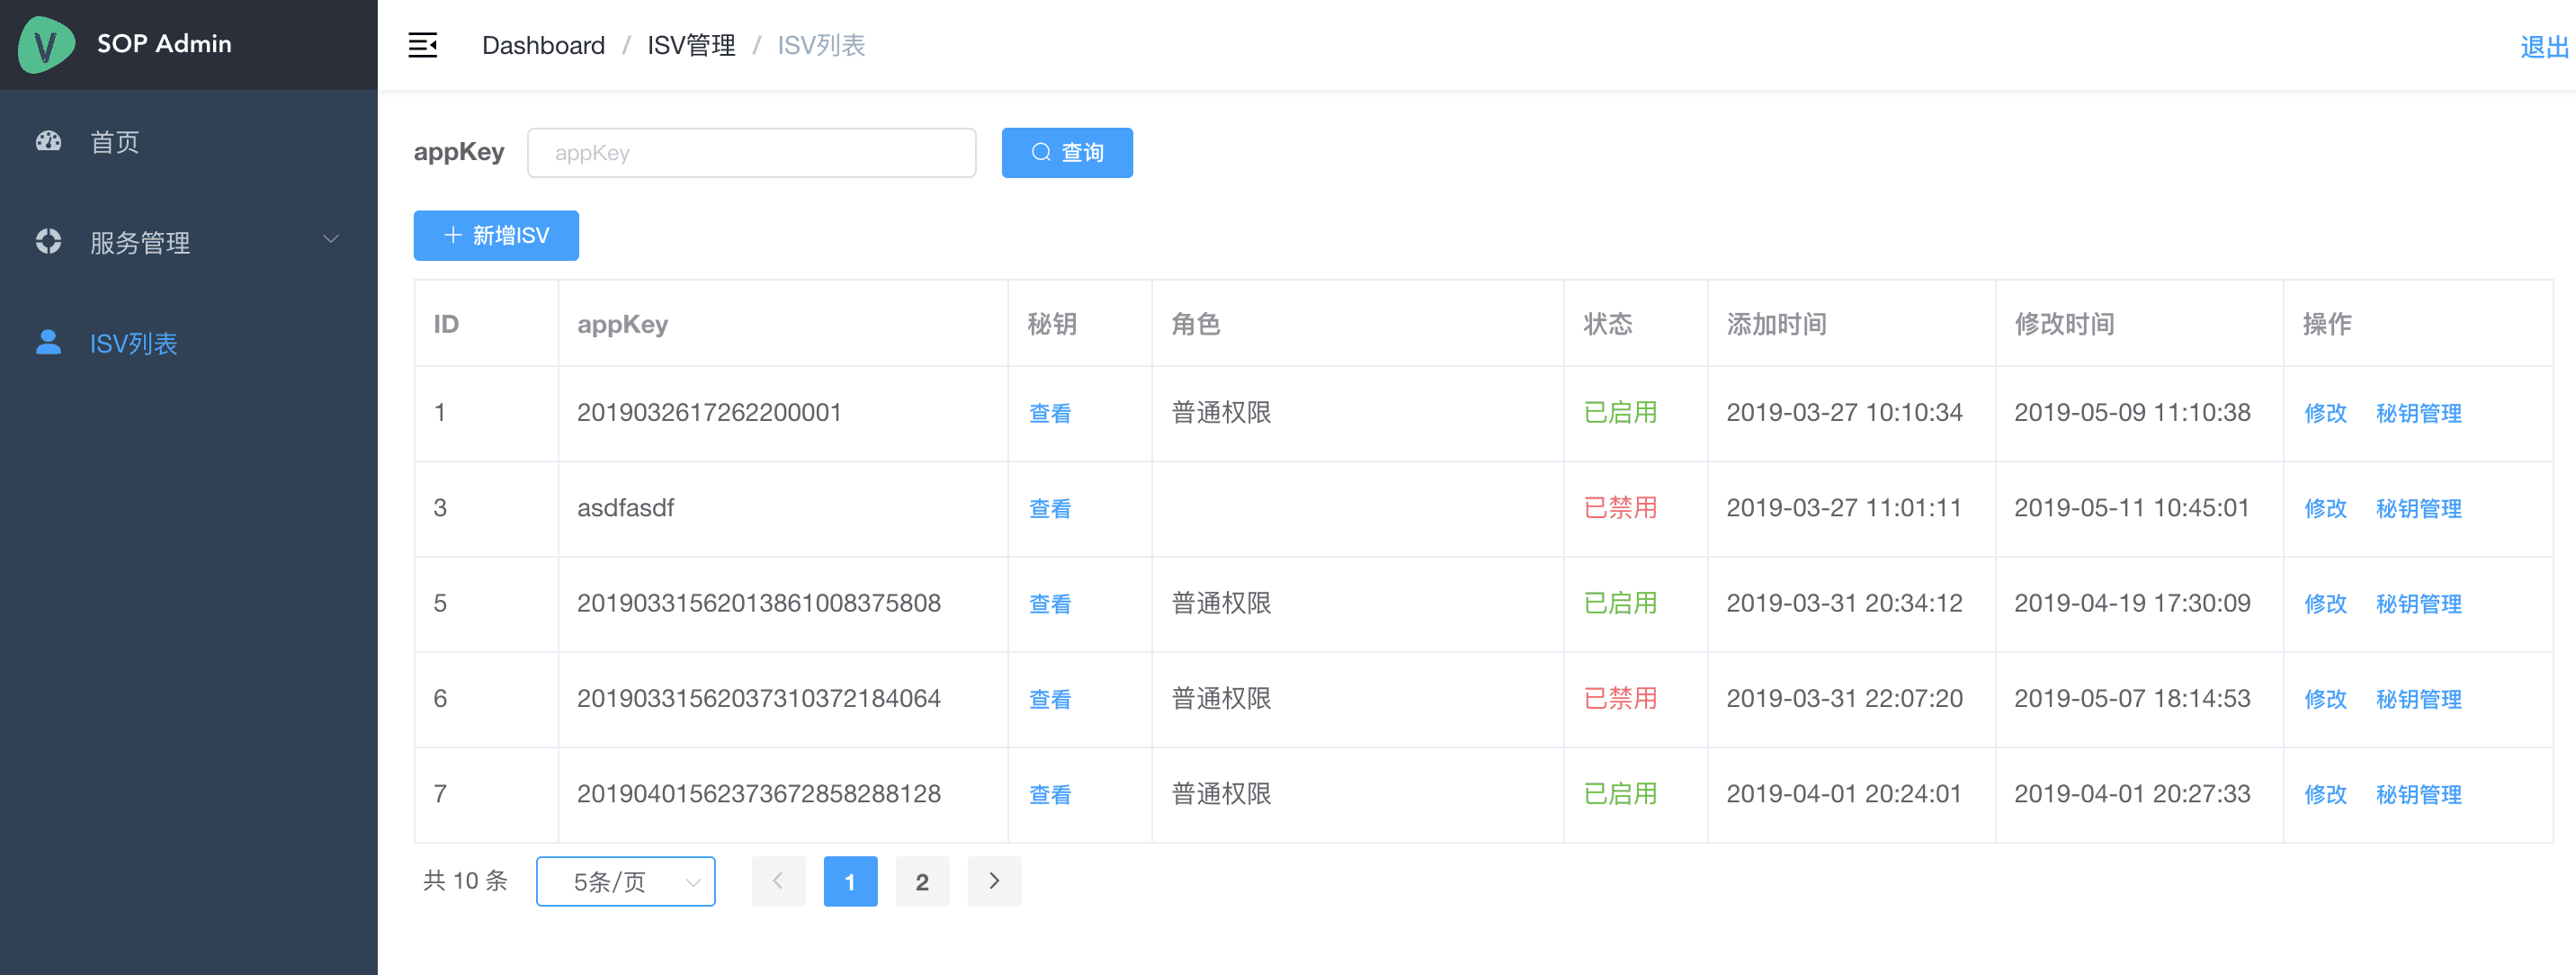 SOP Admin
Dashboard / ISV管理 / ISV列表
退出
首页
服务管理
ISV列表
appKey appKey 查询
新增ISV
ID appKey 秘钥 角色 状态 添加时间 修改时间 操作
1 2019032617262200001 查看 普通权限 已启用 2019-03-27 10:10:34 2019-05-09 11:10:38 修改 秘钥管理
3 asdfasdf 查看 已禁用 2019-03-27 11:01:11 2019-05-11 10:45:01 修改 秘钥管理
5 20190331562013861008375808 查看 普通权限 已启用 2019-03-31 20:34:12 2019-04-19 17:30:09 修改 秘钥管理
6 20190331562037310372184064 查看 普通权限 已禁用 2019-03-31 22:07:20 2019-05-07 18:14:53 修改 秘钥管理
7 20190401562373672858288128 查看 普通权限 已启用 2019-04-01 20:24:01 2019-04-01 20:27:33 修改 秘钥管理
共 10 条 5条/页 1 2